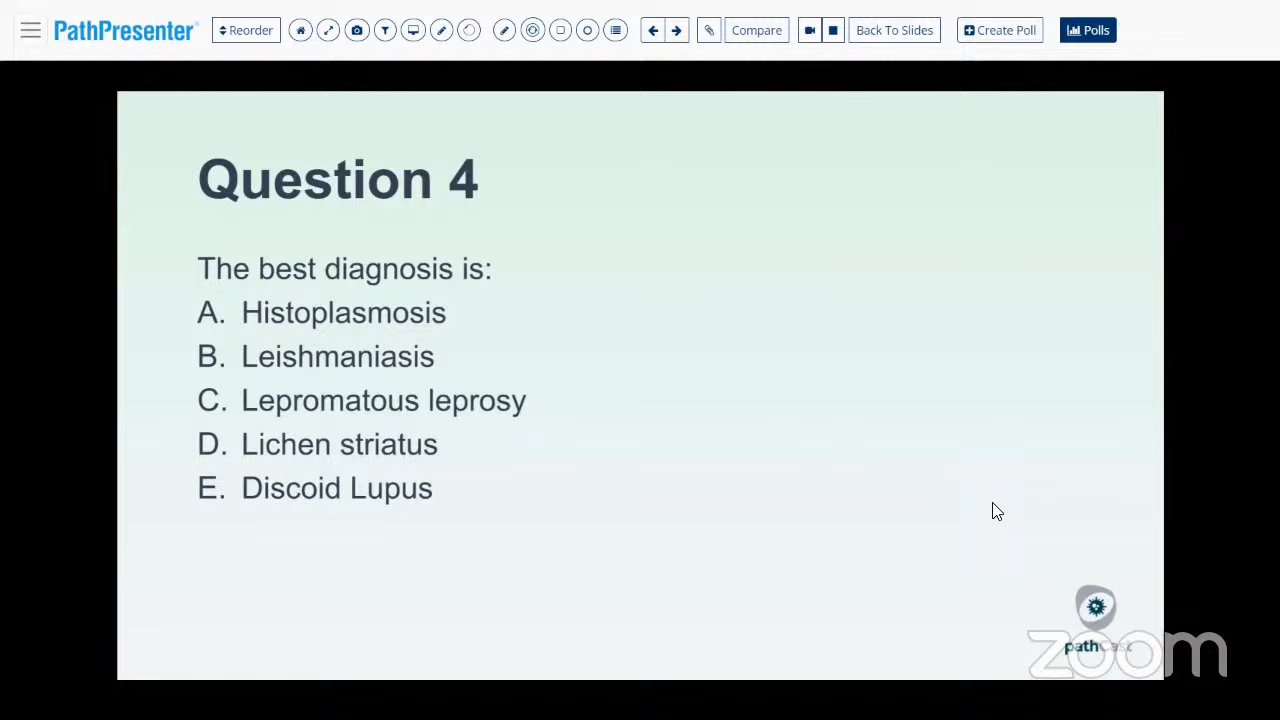 PathPresenter
Reorder
Compare
Back To Slides
Create Poll
Polls
Question 4
The best diagnosis is:
A. Histoplasmosis
B. Leishmaniasis
C. Lepromatous leprosy
D. Lichen striatus
E. Discoid Lupus
pathCast
zoom